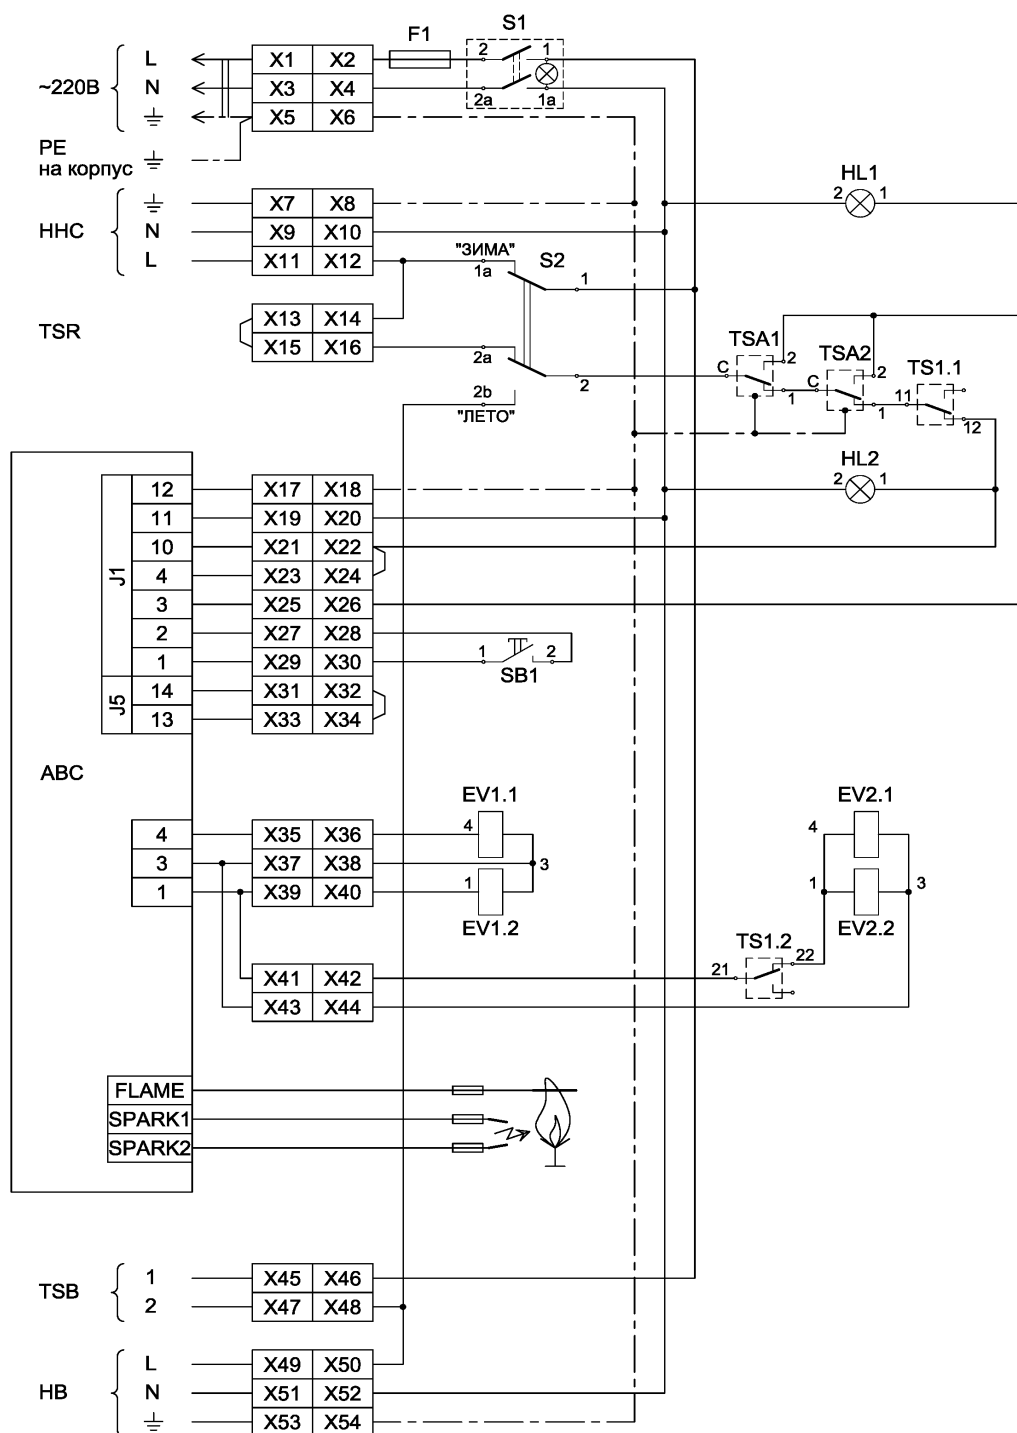 F1
S1
~220В
L
X1
X2
2
1
N
X3
X4
2a
1a
X5
X6
PE
на корпус
HL1
2
1
ННС
X7
X8
N
X9
X10
L
X11
X12
"ЗИМА"
1a
S2
1
TSR
X13
X14
X15
X16
2a
2
2b
"ЛЕТО"
TSA1
C
2
1
TSA2
C
2
1
TS1.1
11
12
HL2
2
1
J1
12
X17
X18
11
X19
X20
10
X21
X22
4
X23
X24
3
X25
X26
2
X27
X28
1
X29
X30
1
2
SB1
J5
14
X31
X32
13
X33
X34
ABC
EV1.1
4
X35
X36
4
3
X37
X38
3
1
X39
X40
1
EV1.2
EV2.1
4
1
3
EV2.2
TS1.2
21
22
X41
X42
X43
X44
FLAME
SPARK1
SPARK2
TSB
1
X45
X46
2
X47
X48
HB
L
X49
X50
N
X51
X52
X53
X54